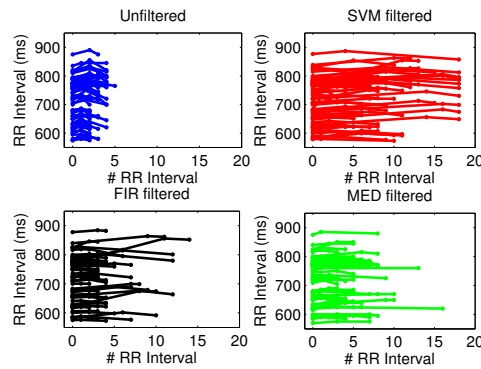 Unfiltered
SVM filtered
900
800
700
600
RR Interval (ms)
0 5 10 15 20
# RR Interval
900
800
700
600
RR Interval (ms)
0 5 10 15 20
# RR Interval
FIR filtered
MED filtered
900
800
700
600
RR Interval (ms)
0 5 10 15 20
# RR Interval
900
800
700
600
RR Interval (ms)
0 5 10 15 20
# RR Interval